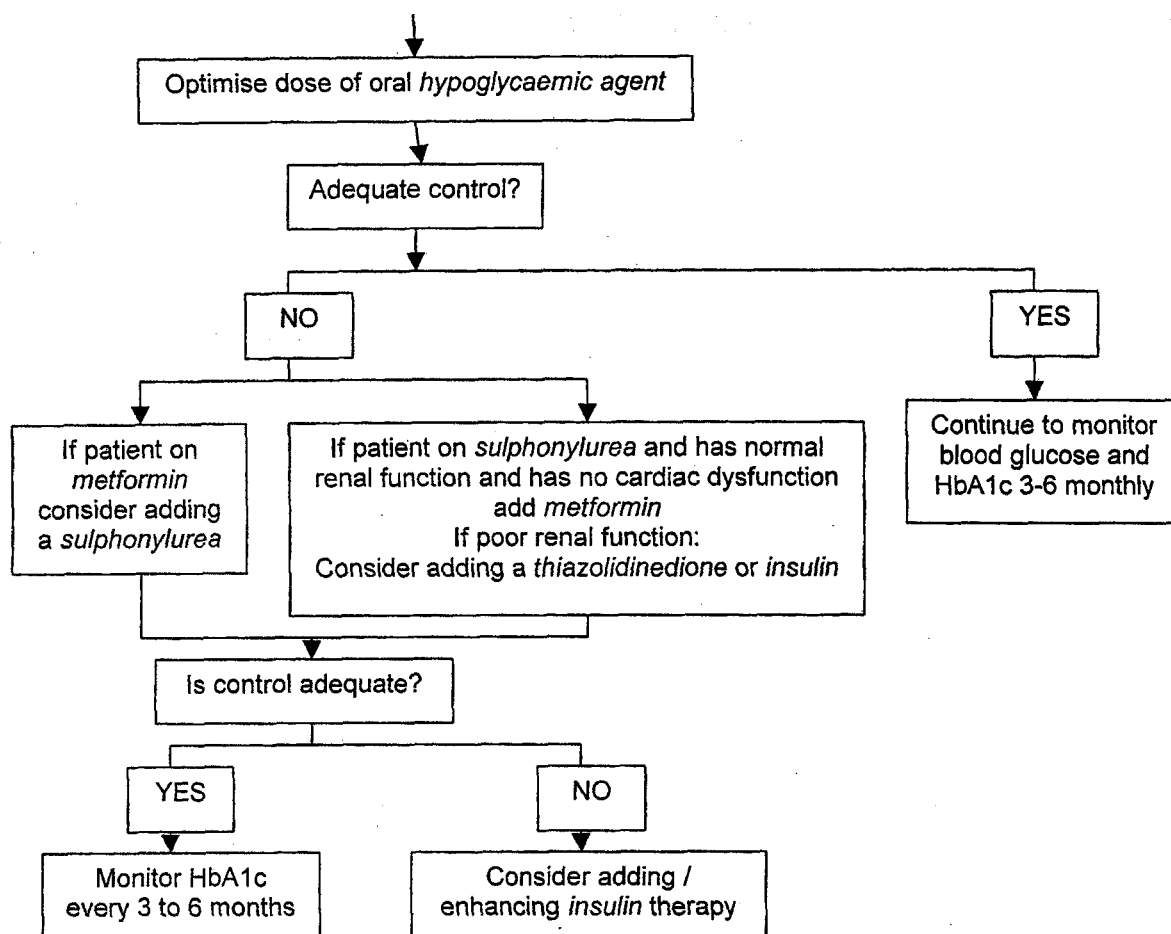 Optimise dose of oral hypoglycaemic agent
Adequate control?
NO
YES
If patient on
metformin
consider adding
a sulphonylurea
If patient on sulphonylurea and has normal
renal function and has no cardiac dysfunction
add metformin
If poor renal function:
Consider adding a thiazolidinedione or insulin
Continue to monitor
blood glucose and
HbA1c 3-6 monthly
Is control adequate?
YES
NO
Monitor HbA1c
every 3 to 6 months
Consider adding /
enhancing insulin therapy